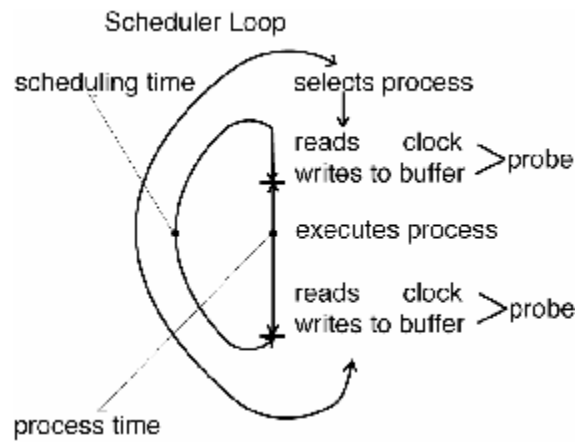 Scheduler Loop
scheduling time
selects process
reads clock
writes to buffer
probe
executes process
reads clock
writes to buffer
probe
process time